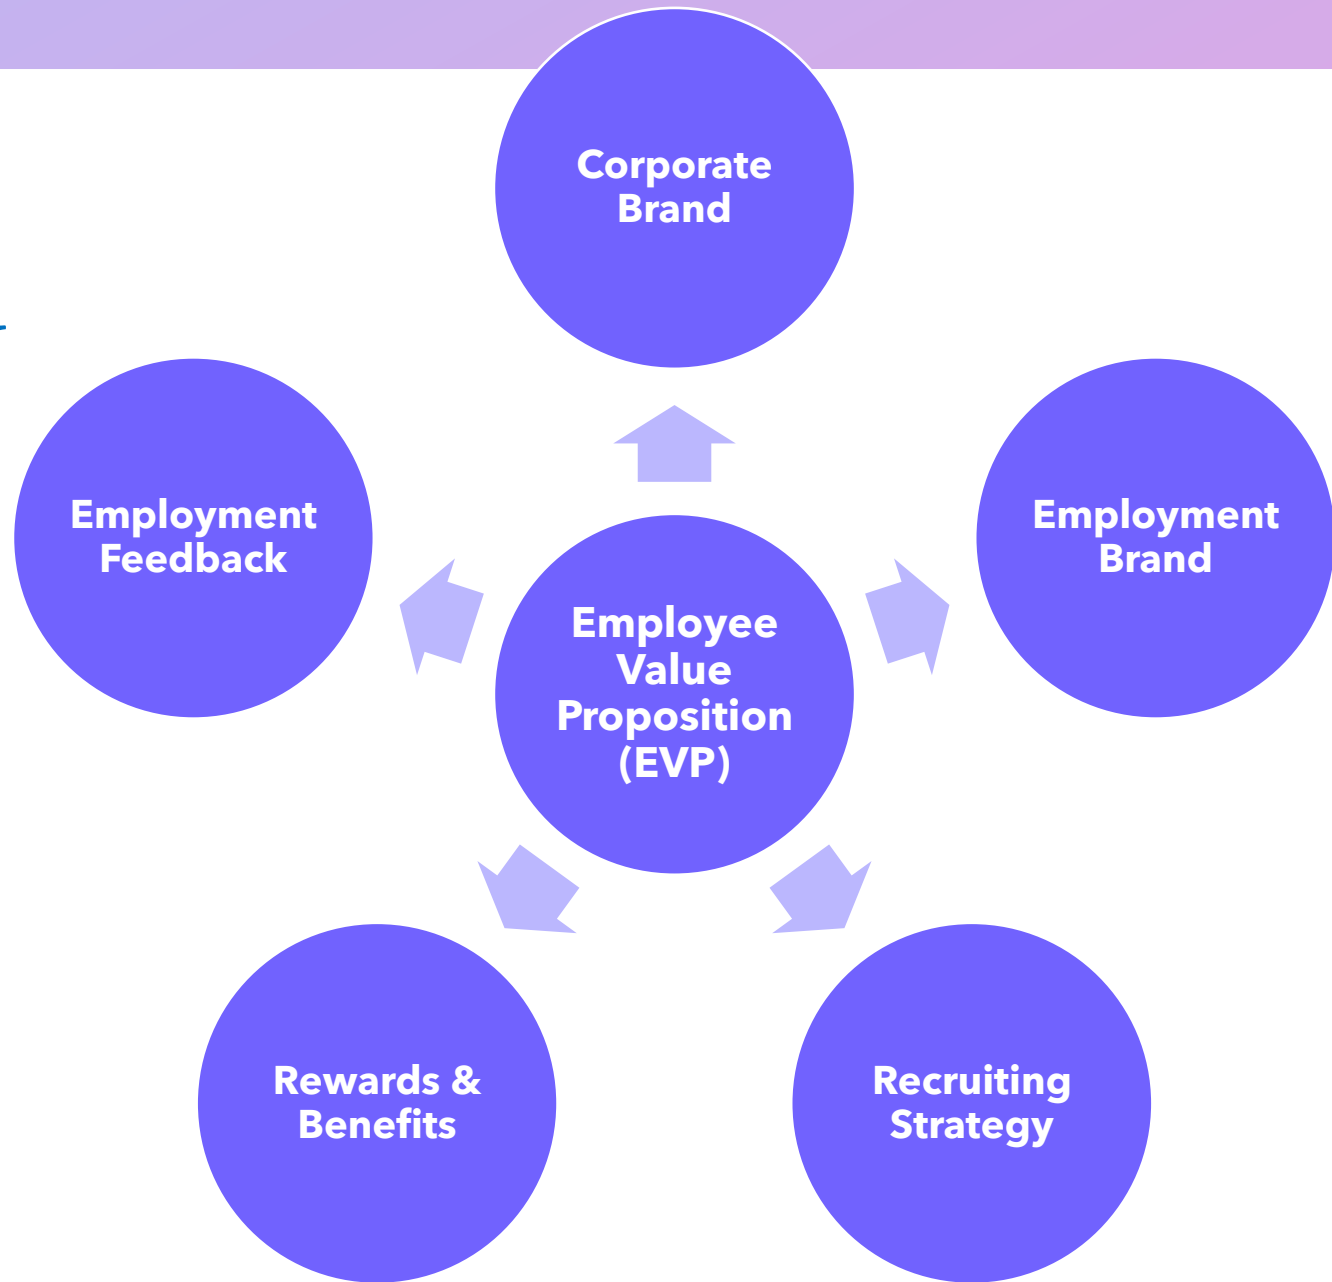 Corporate
Brand
Employment
Feedback
Employment
Brand
Employee
Value
Proposition
(EVP)
Rewards &
Benefits
Recruiting
Strategy